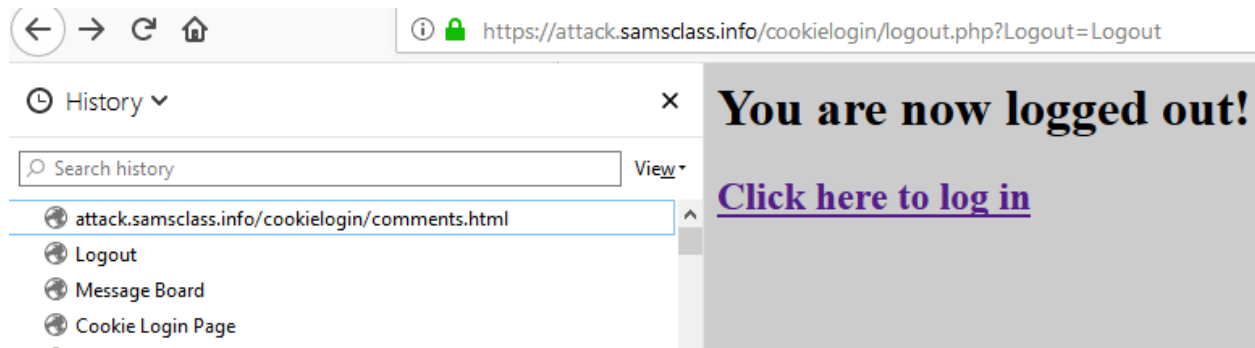 https://attack.samsclass.info/cookielogin/logout.php?Logout=Logout
History
Search history
View
attack.samsclass.info/cookielogin/comments.html
Logout
Message Board
Cookie Login Page
You are now logged out!
Click here to log in